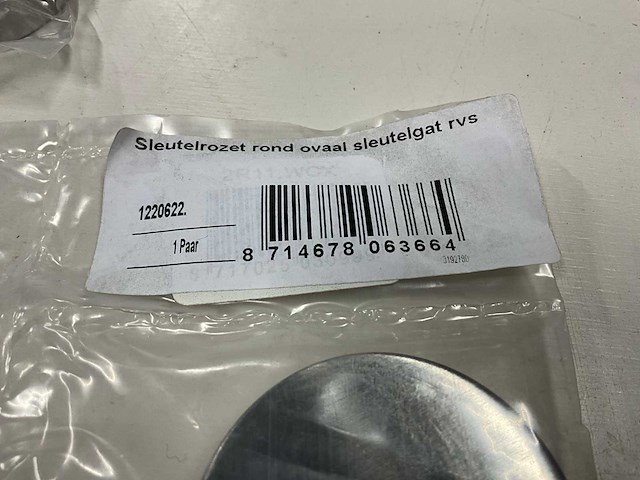 Sleutelrozet rond ovaal sleutelgat rvs
1220622.
1 Paar
8 714678 063664